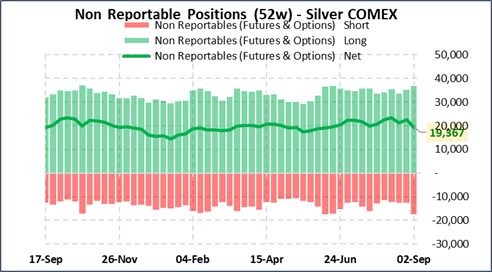 Non Reportable Positions (52w) - Silver COMEX
Non Reportables (Futures & Options) Short
Non Reportables (Futures & Options) Long
Non Reportables (Futures & Options) Net
50,000
40,000
30,000
20,000
19,367
10,000
-
-10,000
-20,000
-30,000
17-Sep 26-Nov 04-Feb 15-Apr 24-Jun 02-Sep